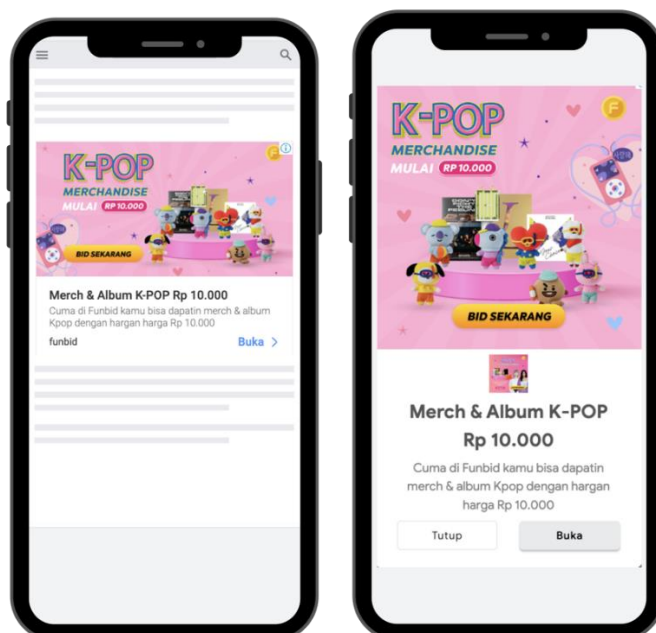 K-POP
MERCHANDISE
MULAI RP 10.000
BID SEKARANG
Merch & Album K-POP Rp 10.000
Cuma di Funbid kamu bisa dapatin merch & album
Kpop dengan hargan harga Rp 10.000
funbid
Buka >
K-POP
MERCHANDISE
MULAI RP 10.000
BID SEKARANG
Merch & Album K-POP
Rp 10.000
Cuma di Funbid kamu bisa dapatin
merch & album Kpop dengan hargan
harga Rp 10.000
Tutup
Buka